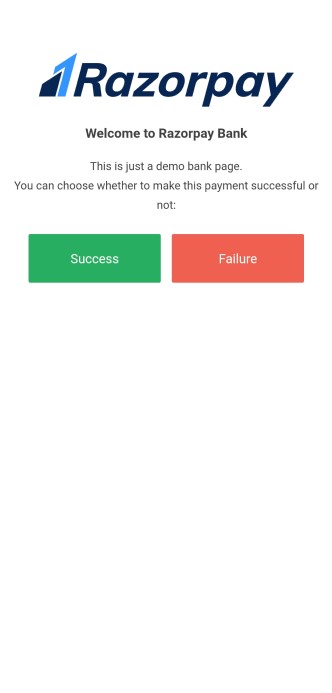 Razorpay
Welcome to Razorpay Bank
This is just a demo bank page.
You can choose whether to make this payment successful or
not:
Success
Failure